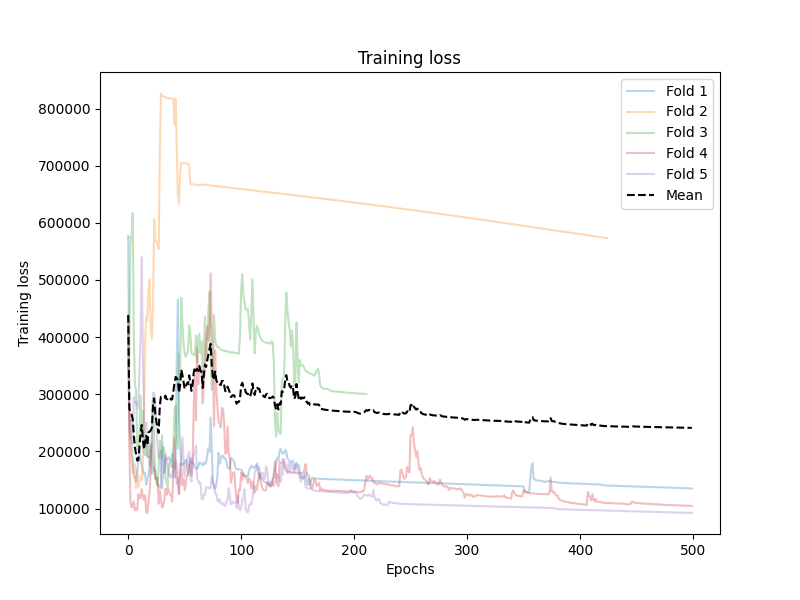 Training loss
Training loss
800000
700000
600000
500000
400000
300000
200000
100000
0
100
200
300
400
500
Epochs
Fold 1
Fold 2
Fold 3
Fold 4
Fold 5
Mean